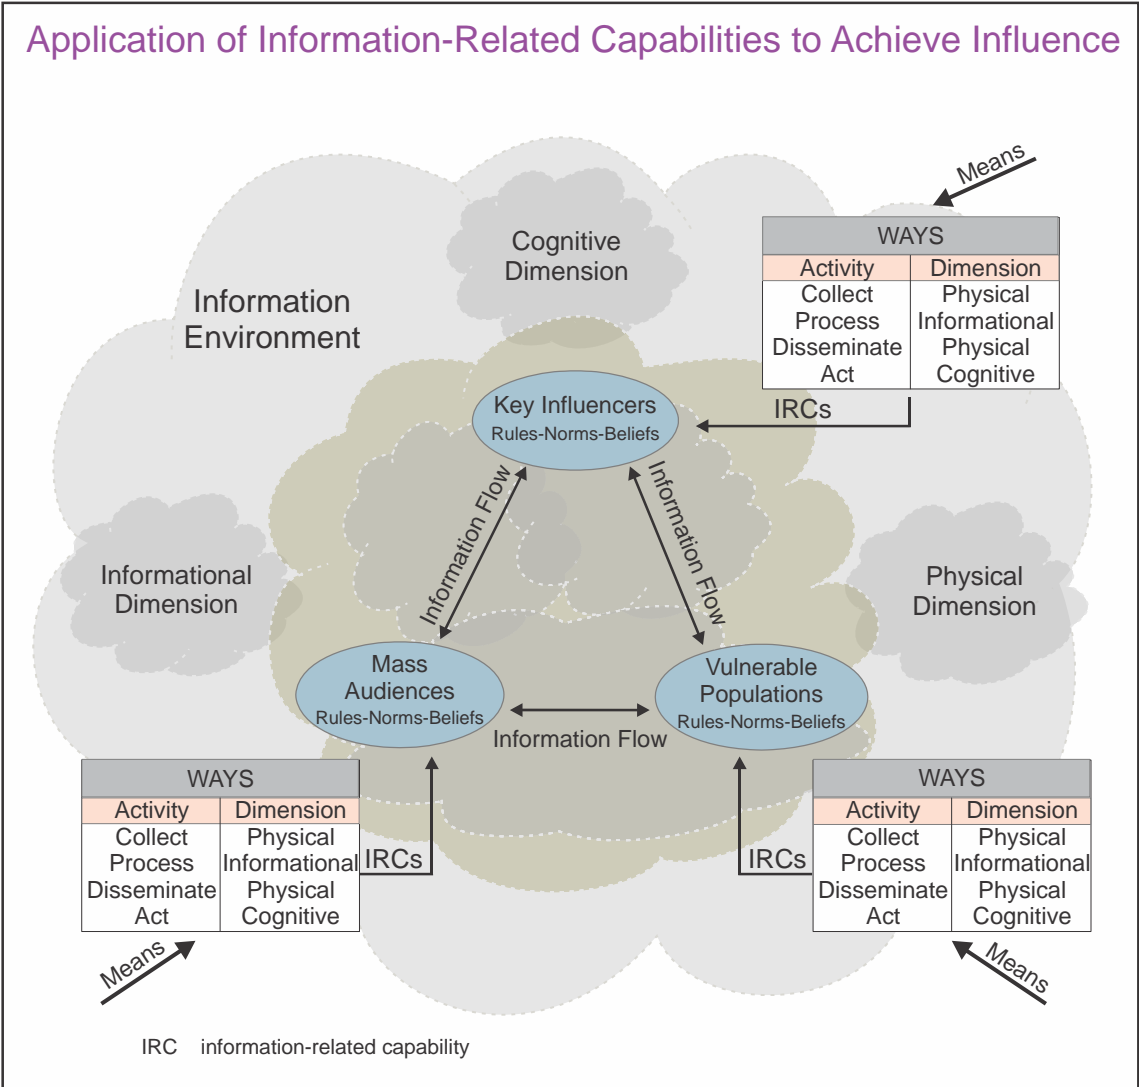 Application of Information-Related Capabilities to Achieve Influence
Means
Cognitive
Dimension
Information
Environment
WAYS
Activity Dimension
Collect Physical
Process Informational
Disseminate Physical
Act Cognitive
IRCs
Key Influencers
Rules-Norms-Beliefs
Information Flow
Information Flow
Informational
Dimension
Physical
Dimension
Mass
Audiences
Rules-Norms-Beliefs
Vulnerable
Populations
Rules-Norms-Beliefs
Information Flow
WAYS
Activity Dimension
Collect Physical
Process Informational
Disseminate Physical
Act Cognitive
IRCs
Means
IRCs
WAYS
Activity Dimension
Collect Physical
Process Informational
Disseminate Physical
Act Cognitive
Means
IRC information-related capability